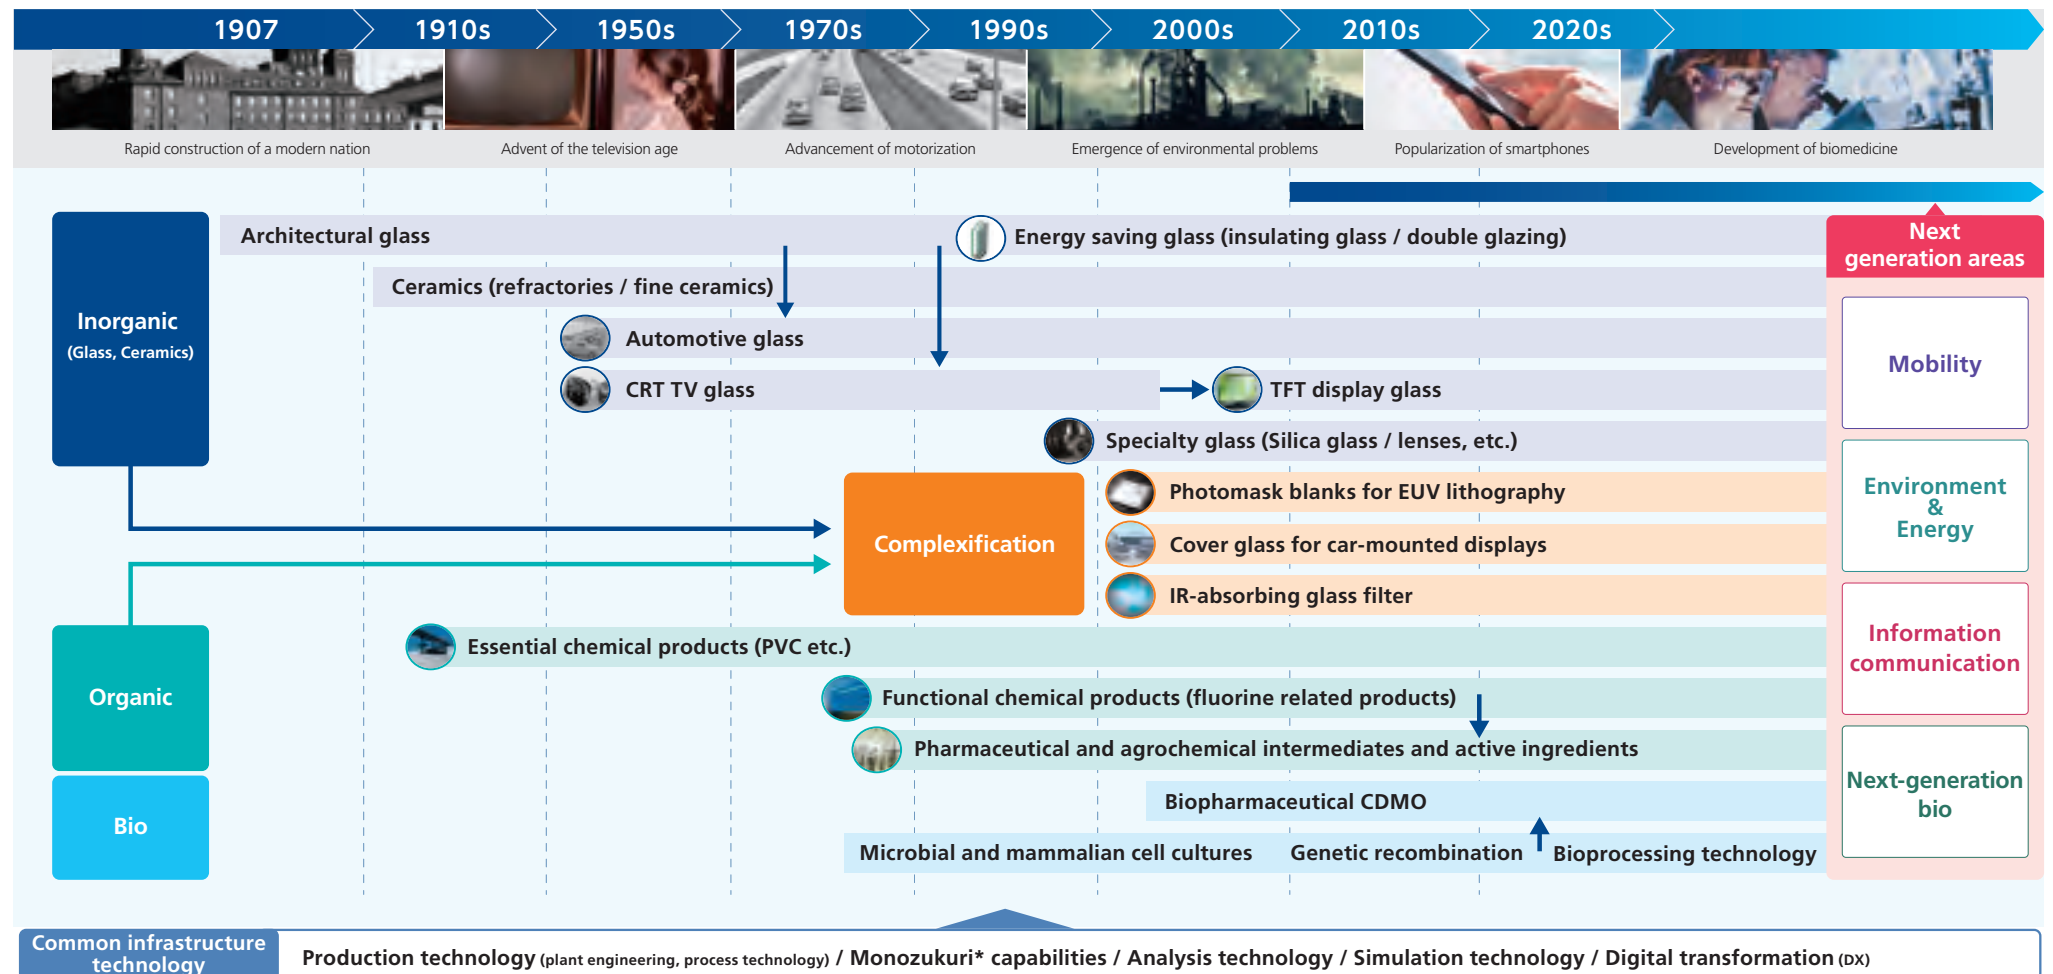 1907
1910s
1950s
1970s
1990s
2000s
2010s
2020s
Rapid construction of a modern nation
Advent of the television age
Advancement of motorization
Emergence of environmental problems
Popularization of smartphones
Development of biomedicine
Inorganic
(Glass, Ceramics)
Architectural glass
Energy saving glass (insulating glass / double glazing)
Ceramics (refractories / fine ceramics)
Automotive glass
CRT TV glass
TFT display glass
Specialty glass (Silica glass / lenses, etc.)
Complexification
Photomask blanks for EUV lithography
Cover glass for car-mounted displays
IR-absorbing glass filter
Organic
Essential chemical products (PVC etc.)
Functional chemical products (fluorine related products)
Pharmaceutical and agrochemical intermediates and active ingredients
Bio
Biopharmaceutical CDMO
Microbial and mammalian cell cultures
Genetic recombination
Bioprocessing technology
Next
generation areas
Mobility
Environment
&
Energy
Information
communication
Next-generation
bio
Common infrastructure
technology
Production technology (plant engineering, process technology) / Monozukuri* capabilities / Analysis technology / Simulation technology / Digital transformation (DX)